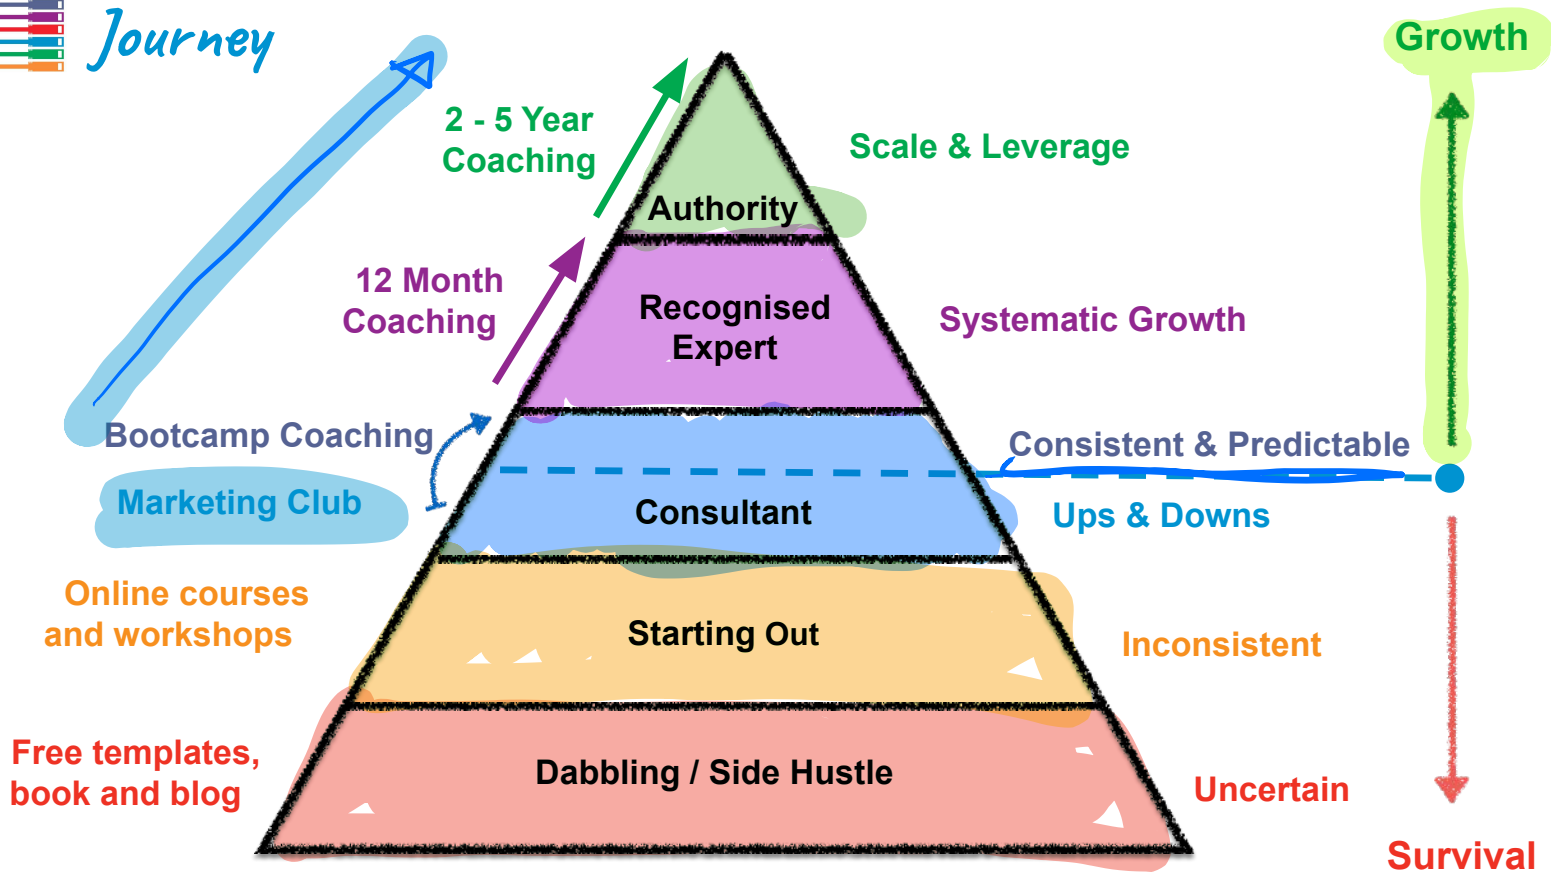 Journey
Growth
2 - 5 Year
Coaching
Scale & Leverage
Authority
12 Month
Coaching
Recognised
Expert
Systematic Growth
Bootcamp Coaching
Consistent & Predictable
Marketing Club
Consultant
Ups & Downs
Online courses
and workshops
Starting Out
Inconsistent
Free templates,
book and blog
Dabbling / Side Hustle
Uncertain
Survival